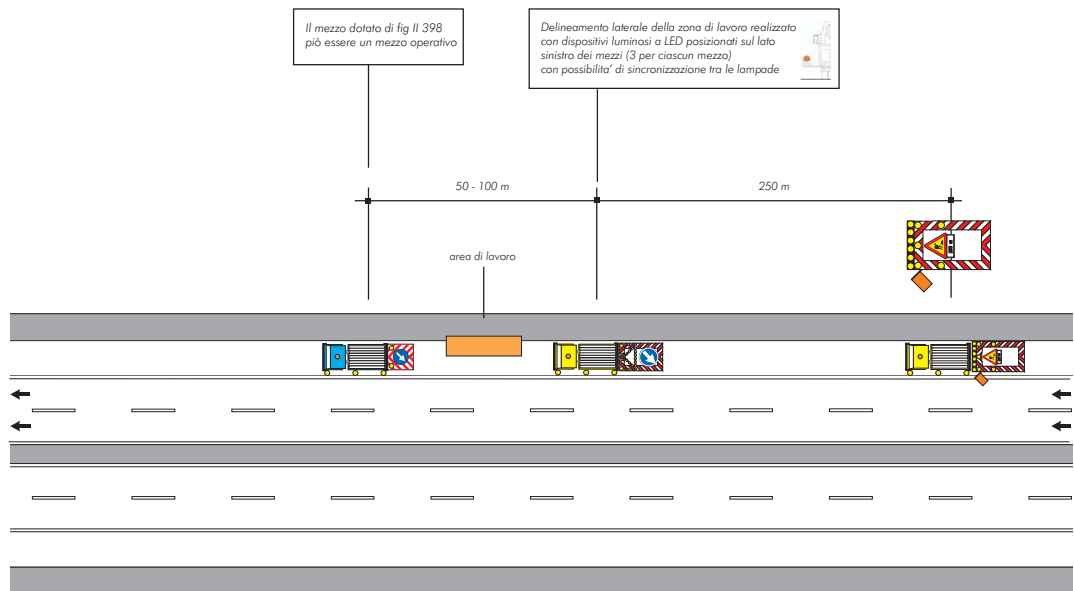 Il mezzo dotato di fig II 398
piò essere un mezzo operativo
Delineamento laterale della zona di lavoro realizzato
con dispositivi luminosi a LED posizionati sul lato
sinistro dei mezzi (3 per ciascun mezzo)
con possibilita' di sincronizzazione tra le lampade
50 - 100 m
250 m
area di lavoro